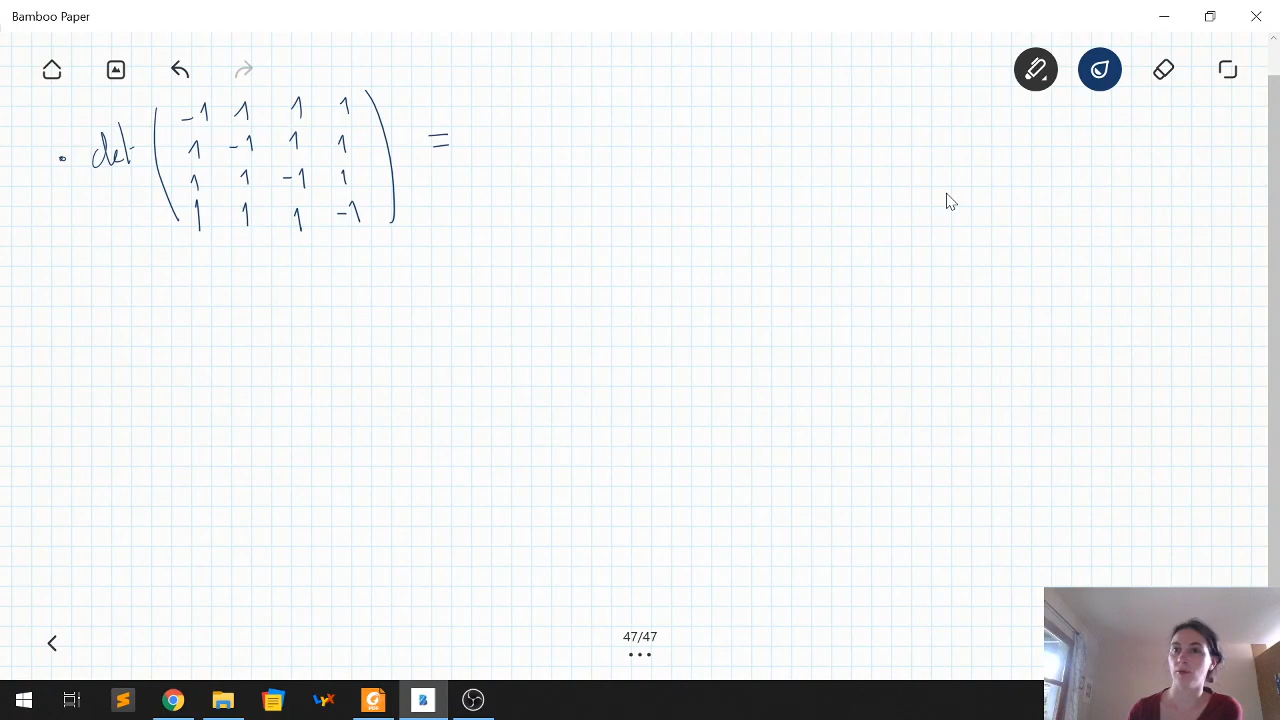 Bamboo Paper
• det ( -1 1 1 1
1 -1 1 1
1 1 -1 1
1 1 1 -1 ) =
47/47